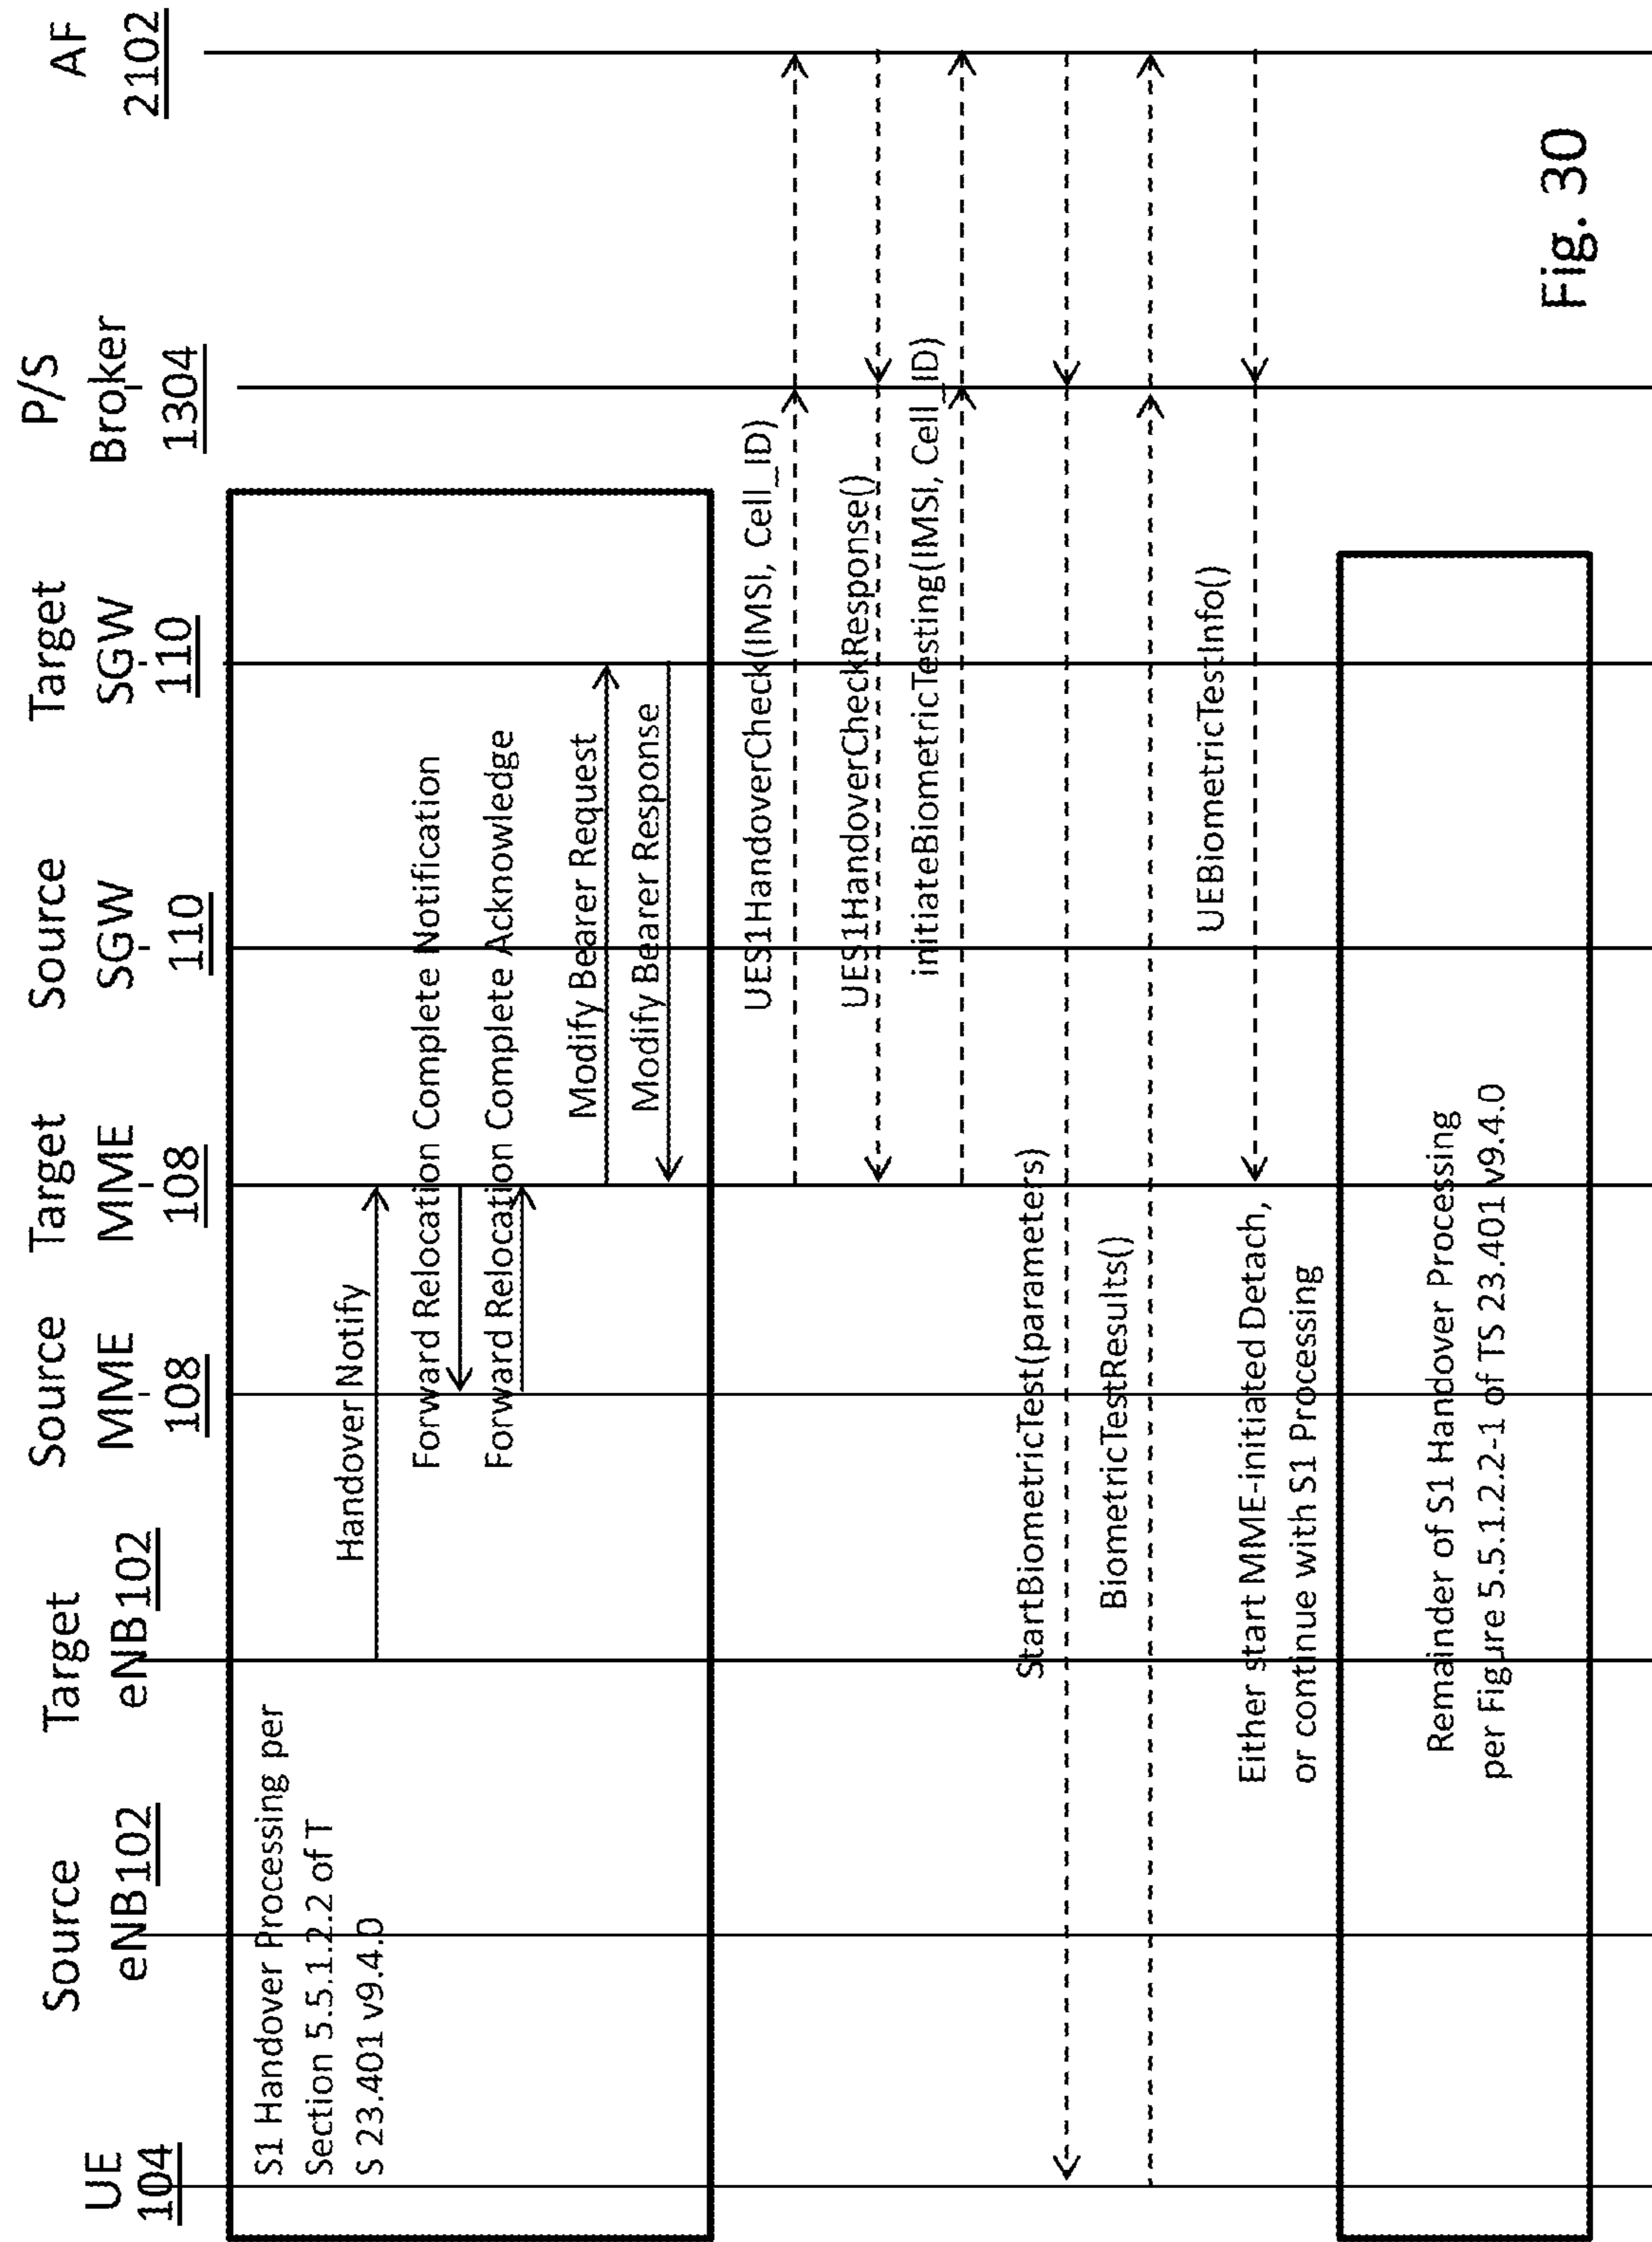 UE
104
Source
eNB 102
Target
eNB 102
Source
MME
108
Target
MME
108
Source
SGW
110
Target
SGW
110
P/S
Broker
1304
AF
2102
S1 Handover Processing per
Section 5.5.1.2.2 of T
S 23.401 v9.4.0
Handover Notify
Forward Relocation Complete Notification
Forward Relocation Complete Acknowledge
Modify Bearer Request
Modify Bearer Response
UES1HandoverCheck(IMSI, Cell_ID)
UES1HandoverCheckResponse()
initiateBiometricTesting(IMSI, Cell_ID)
StartBiometricTest(parameters)
BiometricTestResults()
UEBiometricTestInfo()
Either start MME-initiated Detach,
or continue with S1 Processing
Remainder of S1 Handover Processing
per Figure 5.5.1.2.2-1 of TS 23.401 v9.4.0
Fig. 30